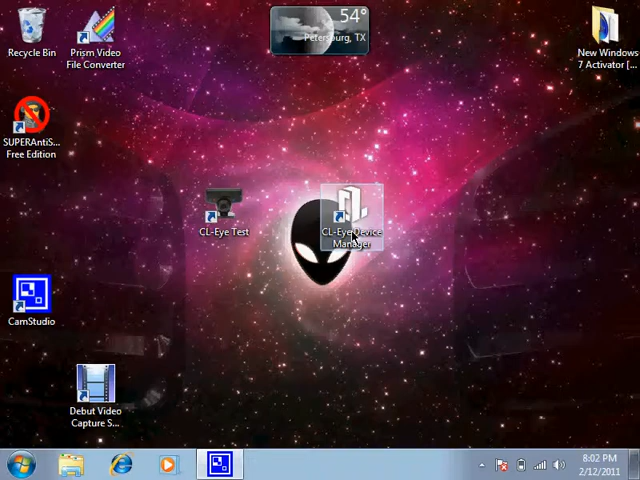 54°
Petersburg, TX
Recycle Bin
Prism Video
File Converter
New Windows
7 Activator [...
SUPERAntiS...
Free Edition
CL-Eye Test
CL-Eye Device
Manager
CamStudio
Debut Video
Capture S...
8:02 PM
2/12/2011